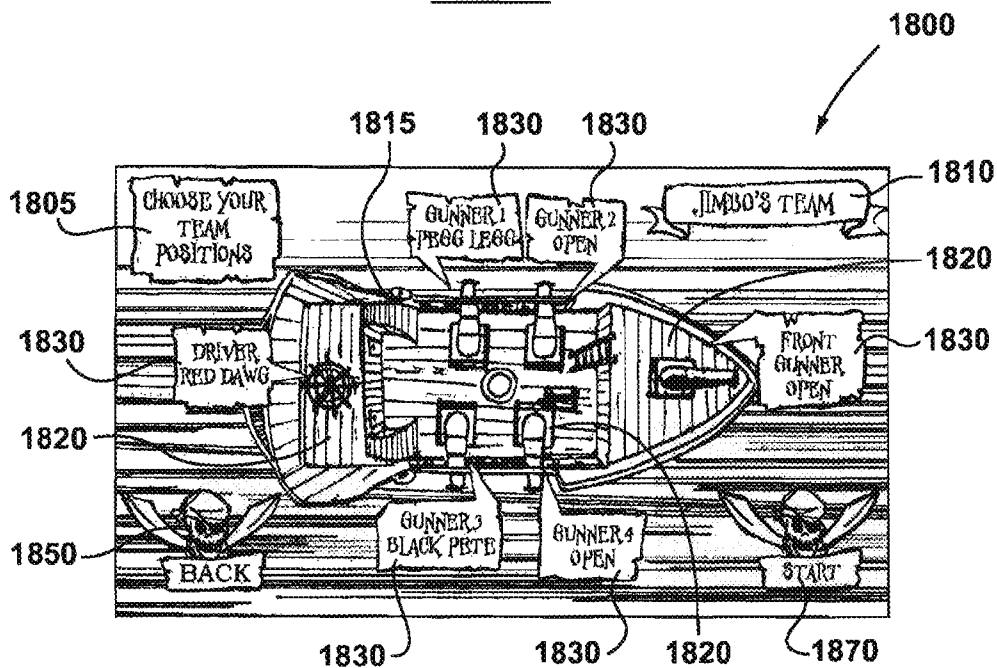 1800
1815
1830
1830
1805
CHOOSE YOUR
TEAM
POSITIONS
GUNNER 1
PEGG LEGG
GUNNER 2
OPEN
JIMBO'S TEAM
1810
1820
1830
DRIVER
RED DAWG
FRONT
GUNNER
OPEN
1830
1820
1850
BACK
GUNNER 3
BLACK PETE
GUNNER 4
OPEN
START
1830
1830
1820
1870